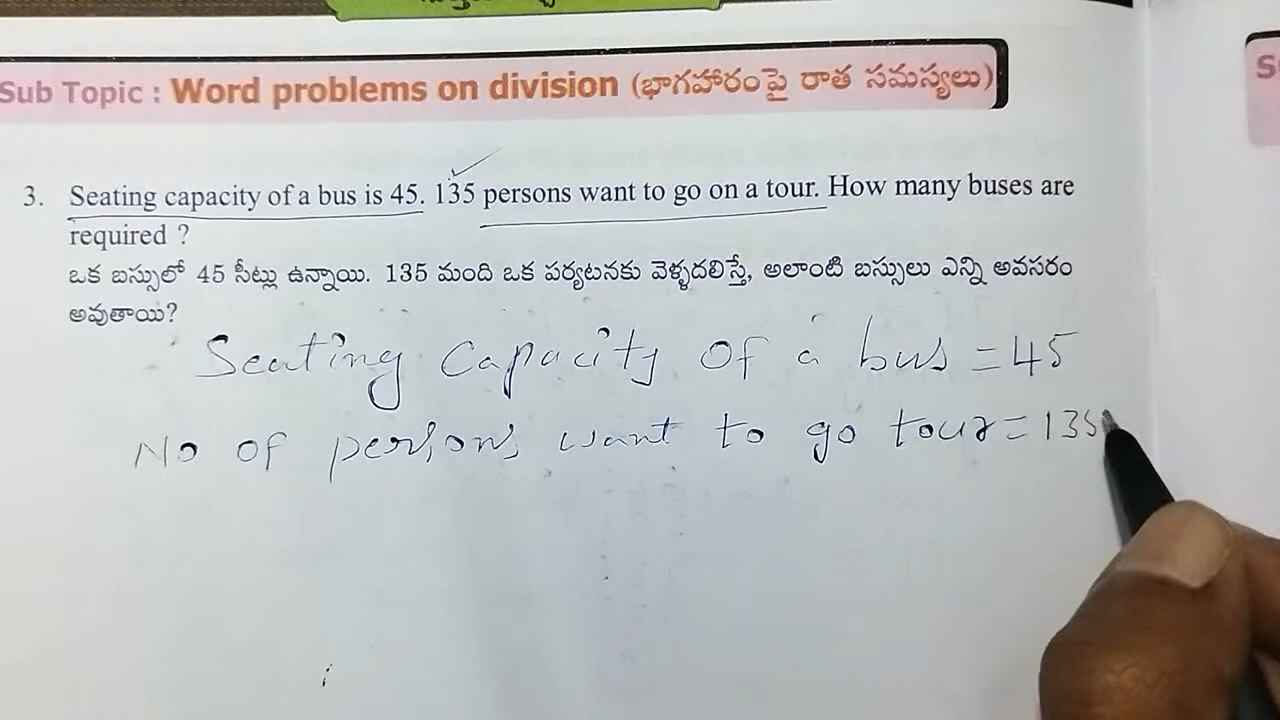 Sub Topic : Word problems on division (భాగహారంపై రాత సమస్యలు)
3. Seating capacity of a bus is 45. 135 persons want to go on a tour. How many buses are
required ?
ఒక బస్సులో 45 సీట్లు ఉన్నాయి. 135 మంది ఒక పర్యటనకు వెళ్ళదలిస్తే, అలాంటి బస్సులు ఎన్ని అవసరం
అవుతాయి?
Seating Capacity Of a bus = 45
No of persons want to go tour = 135